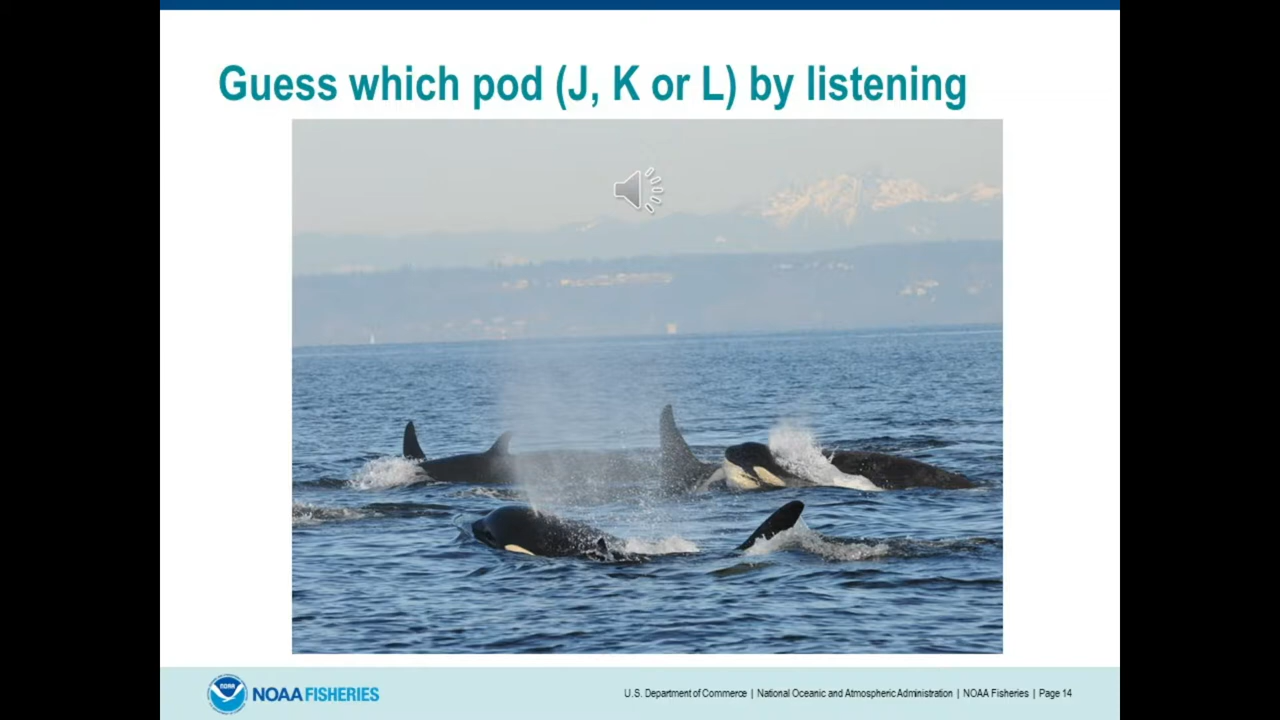 Guess which pod (J, K or L) by listening
NOAA
NOAA FISHERIES
U.S. Department of Commerce | National Oceanic and Atmospheric Administration | NOAA Fisheries | Page 14